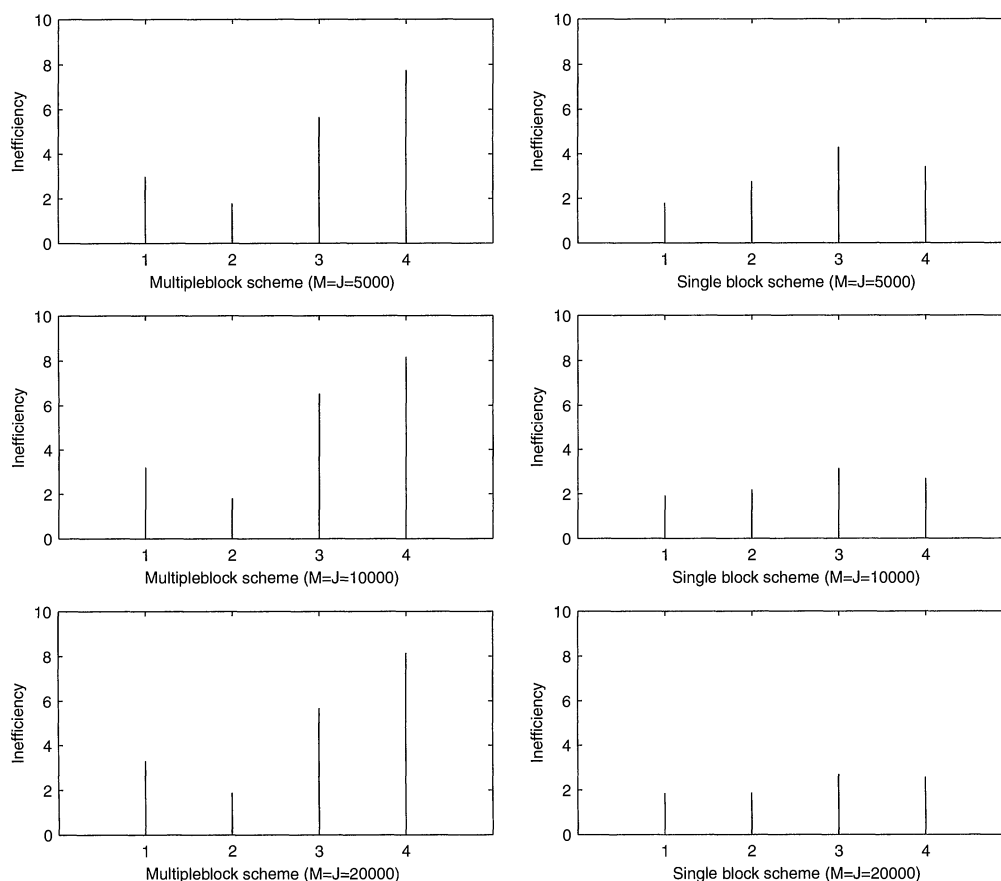 10
8
6
4
2
0
Inefficiency
1 2 3 4
Multipleblock scheme (M=J=5000)
10
8
6
4
2
0
Inefficiency
1 2 3 4
Single block scheme (M=J=5000)
10
8
6
4
2
0
Inefficiency
1 2 3 4
Multipleblock scheme (M=J=10000)
10
8
6
4
2
0
Inefficiency
1 2 3 4
Single block scheme (M=J=10000)
10
8
6
4
2
0
Inefficiency
1 2 3 4
Multipleblock scheme (M=J=20000)
10
8
6
4
2
0
Inefficiency
1 2 3 4
Single block scheme (M=J=20000)